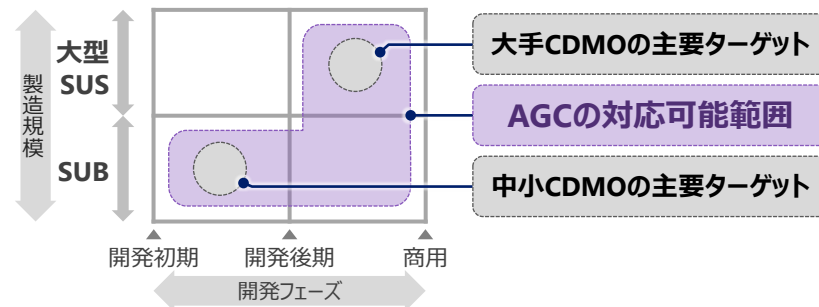 製造規模
大型
SUS
SUB
大手CDMOの主要ターゲット
AGCの対応可能範囲
中小CDMOの主要ターゲット
開発初期
開発後期
商用
開発フェーズ